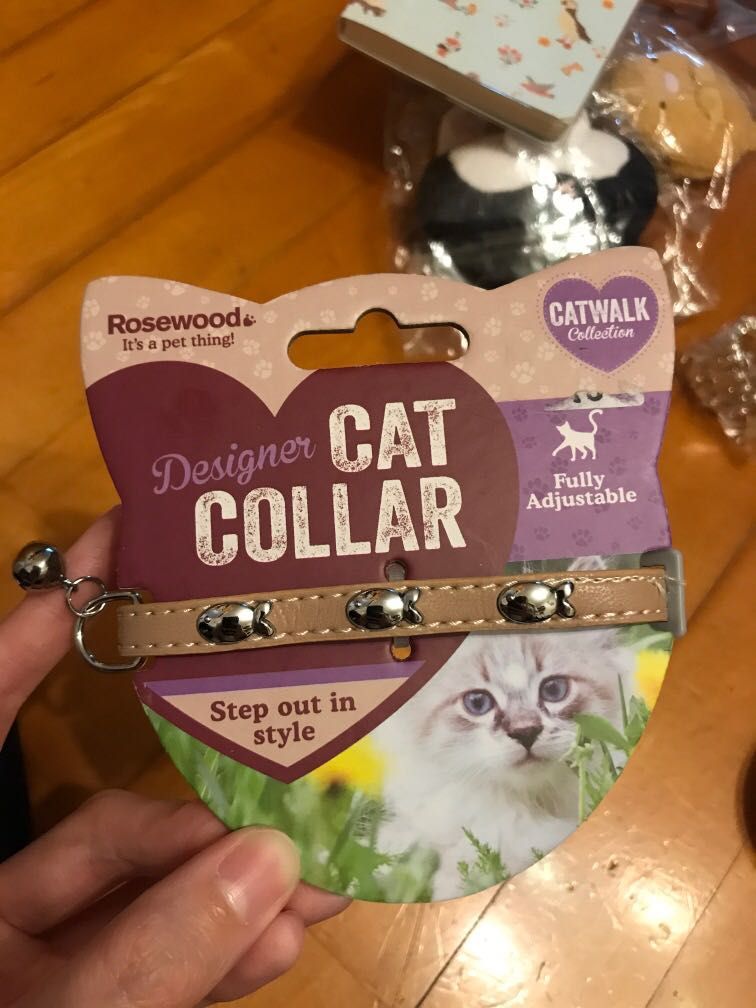 Rosewood
It's a pet thing!
CATWALK
Collection
Designer CAT
COLLAR
Fully
Adjustable
Step out in
style